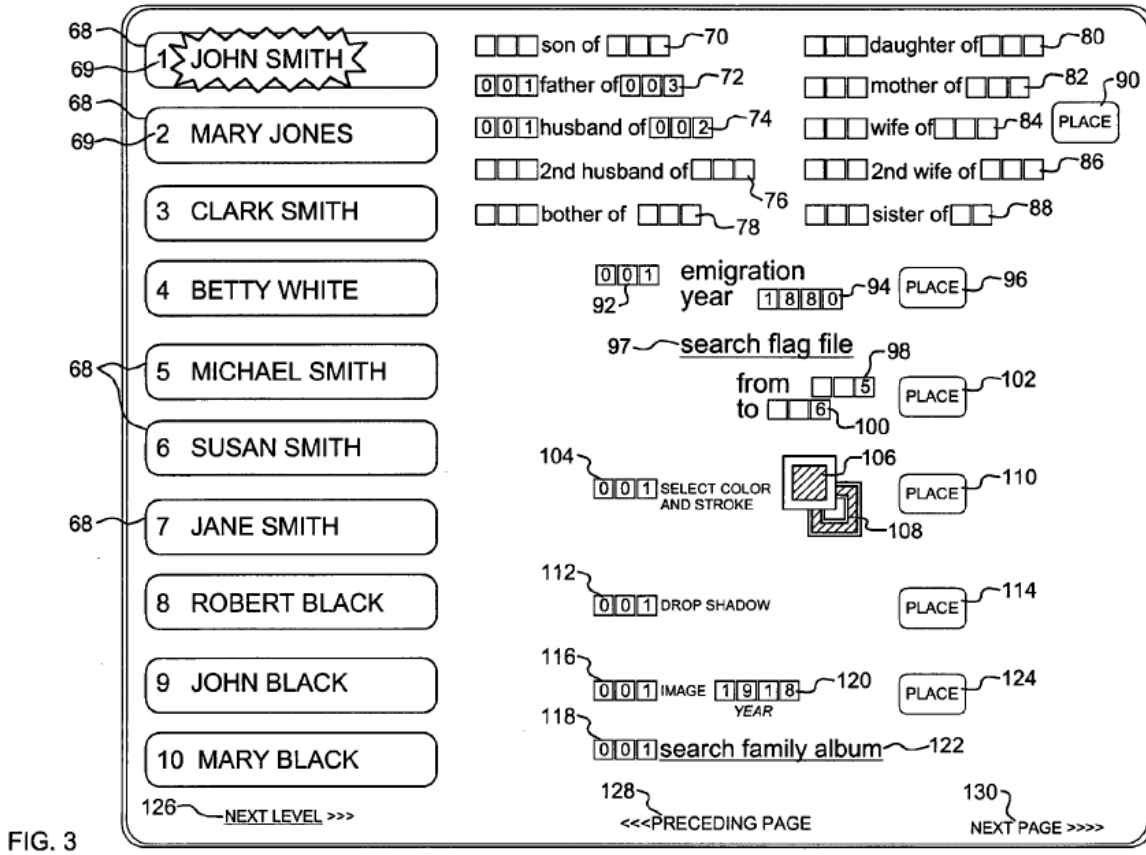 68
69
1 JOHN SMITH
68
69
2 MARY JONES
3 CLARK SMITH
4 BETTY WHITE
68
5 MICHAEL SMITH
6 SUSAN SMITH
68
7 JANE SMITH
8 ROBERT BLACK
9 JOHN BLACK
10 MARY BLACK
126
NEXT LEVEL >>>
son of 70
001 father of 003 72
001 husband of 002 74
2nd husband of 76
bother of 78
daughter of 80
mother of 82
wife of 84
2nd wife of 86
sister of 88
90
PLACE
001 emigration
92 year 1880 94 PLACE 96
97 search flag file
from 5 98
to 6 100
PLACE 102
104
001 SELECT COLOR
AND STROKE
106
108
PLACE 110
112
001 DROP SHADOW PLACE 114
116
001 IMAGE 1918 120
YEAR
PLACE 124
118
001 search family album 122
128
<<<PRECEDING PAGE
130
NEXT PAGE >>>>
FIG. 3